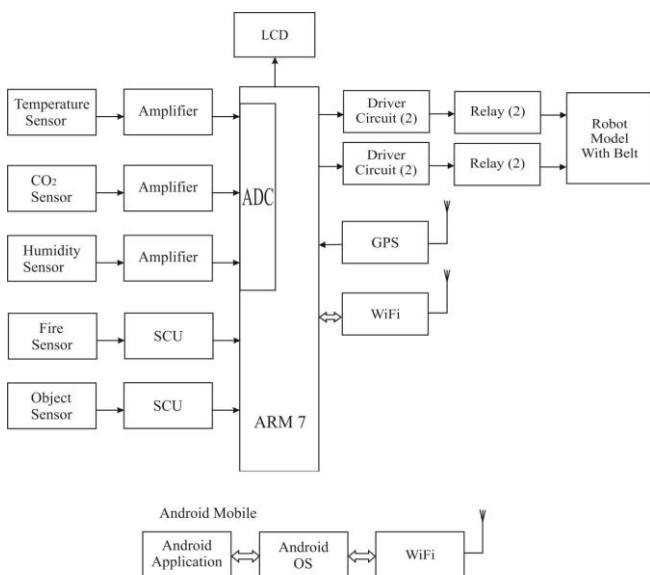 LCD
Temperature
Sensor
Amplifier
CO₂
Sensor
Amplifier
Humidity
Sensor
Amplifier
Fire
Sensor
SCU
Object
Sensor
SCU
ADC
ARM 7
Driver
Circuit (2)
Relay (2)
Driver
Circuit (2)
Relay (2)
Robot
Model
With Belt
GPS
WiFi
Android Mobile
Android
Application
Android
OS
WiFi